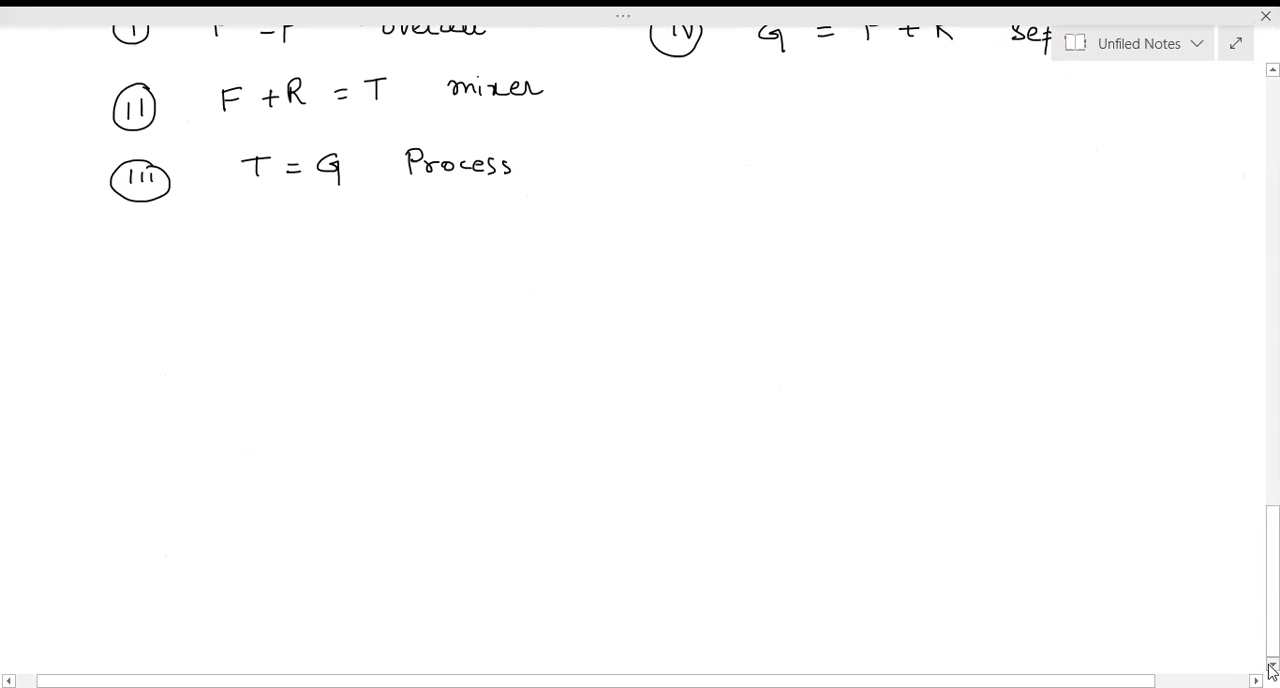 (IV) G = P + R
Unfiled Notes
(II) F + R = T mixer
(III) T = G Process